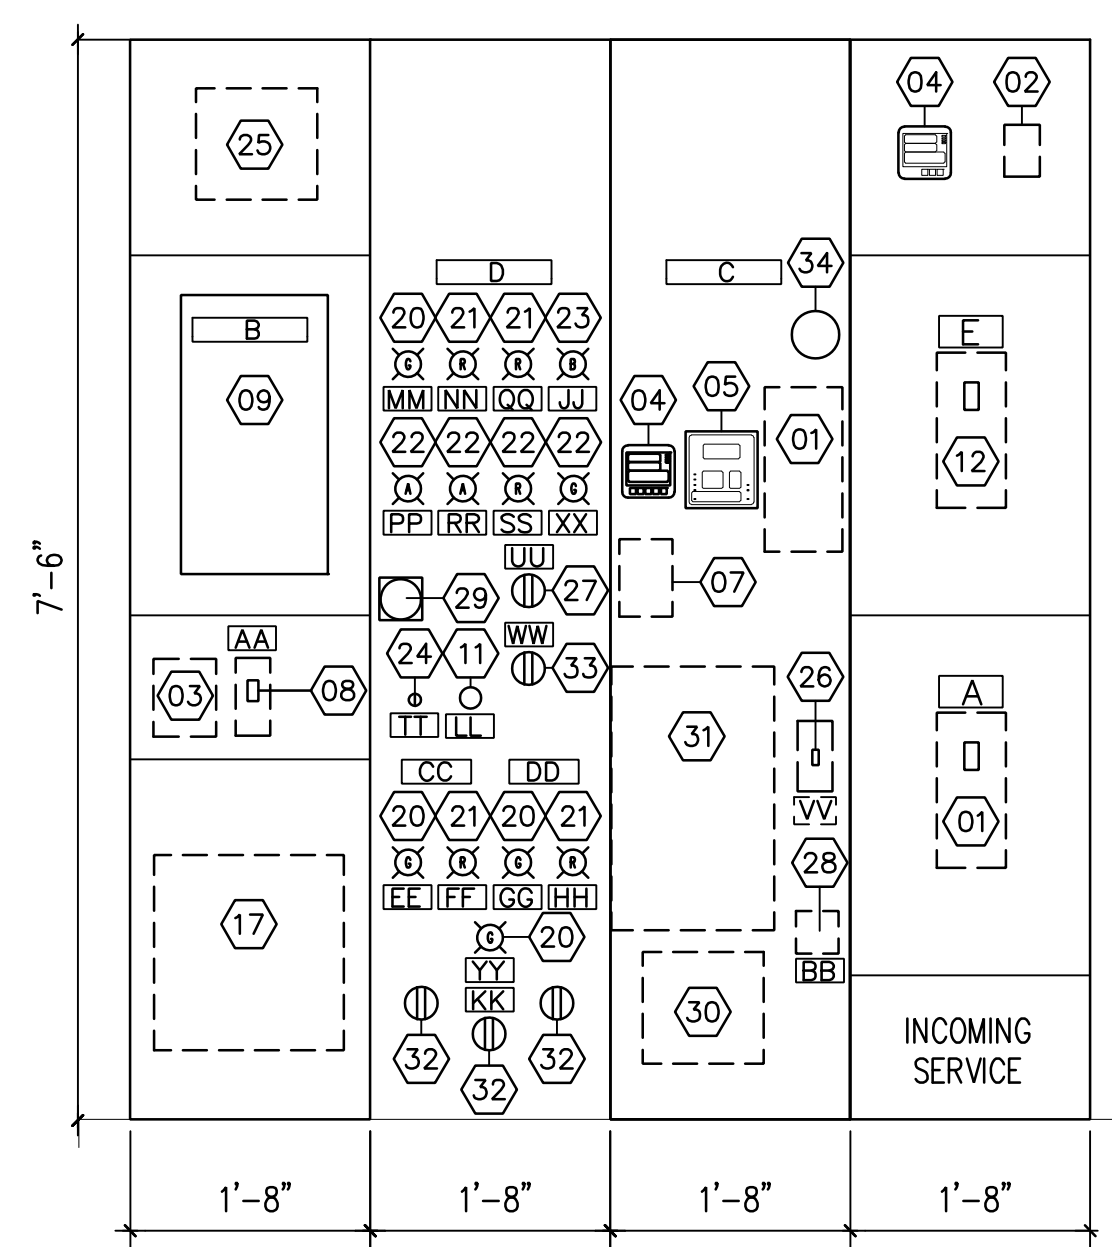 04 02
25
34
D C
20 21 21 23
E
B
G R R B
09
MM NN QQ JJ
04 05
22 22 22 22
01
12
A A R G
PP RR SS XX
7'-6"
UU
29 27
07
WW
AA
24 11 33
03 08
26
A
TT LL
31
CC DD
VV
20 21 20 21
01
G R G R
28
EE FF GG HH
17
G 20
YY
BB
KK
30
INCOMING
SERVICE
32 32
32
1'-8" 1'-8" 1'-8" 1'-8"